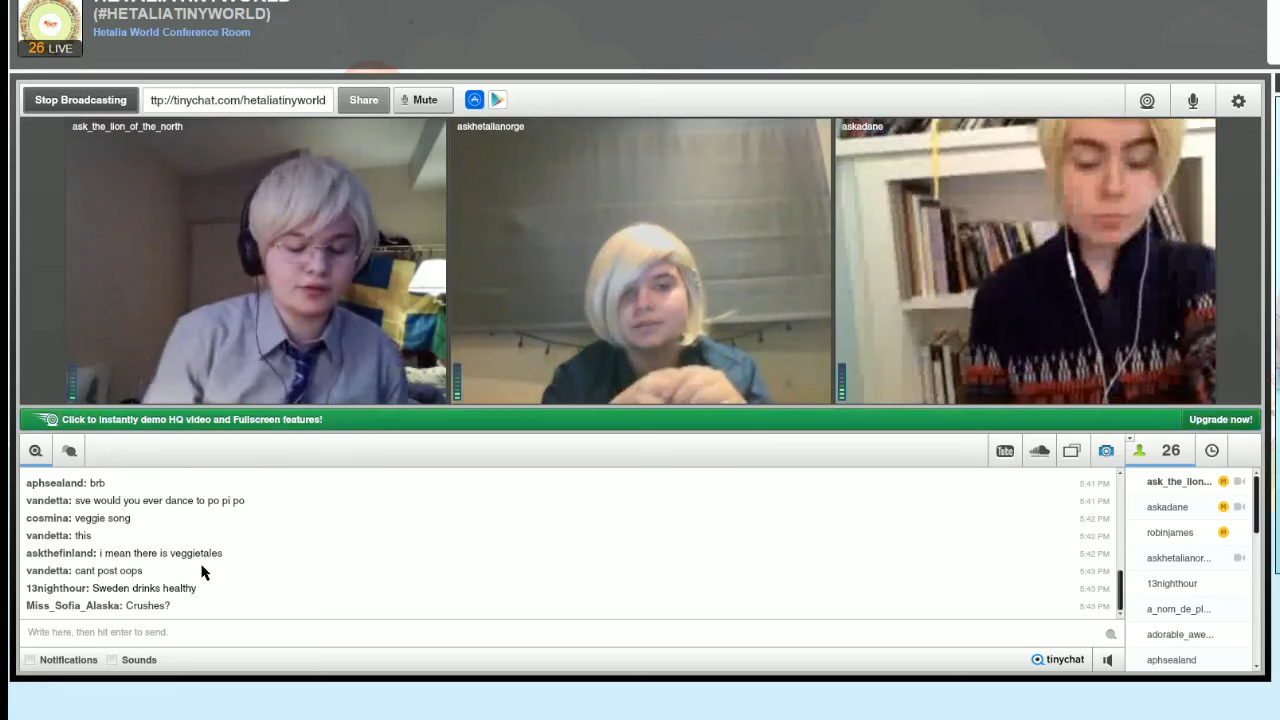 HETALIATINYWORLD
(#HETALIATINYWORLD)
Hetalia World Conference Room
26 LIVE
Stop Broadcasting
ttp://tinychat.com/hetaliatinyworld
Share
Mute
ask_the_lion_of_the_north
askhetalianorge
askadane
Click to instantly demo HQ video and Fullscreen features!
Upgrade now!
You Tube
26
aphsealand: brb 5:41 PM
vandetta: sve would you ever dance to po pi po 5:41 PM
cosmina: veggie song 5:42 PM
vandetta: this 5:42 PM
askthefinland: i mean there is veggietales 5:42 PM
vandetta: cant post oops 5:43 PM
13nighthour: Sweden drinks healthy 5:43 PM
Miss_Sofia_Alaska: Crushes? 5:43 PM
ask_the_lion... M
askadane M
robinjames M
askhetalianor...
13nighthour
a_nom_de_pl...
adorable_awe...
aphsealand
Write here, then hit enter to send.
Notifications
Sounds
tinychat